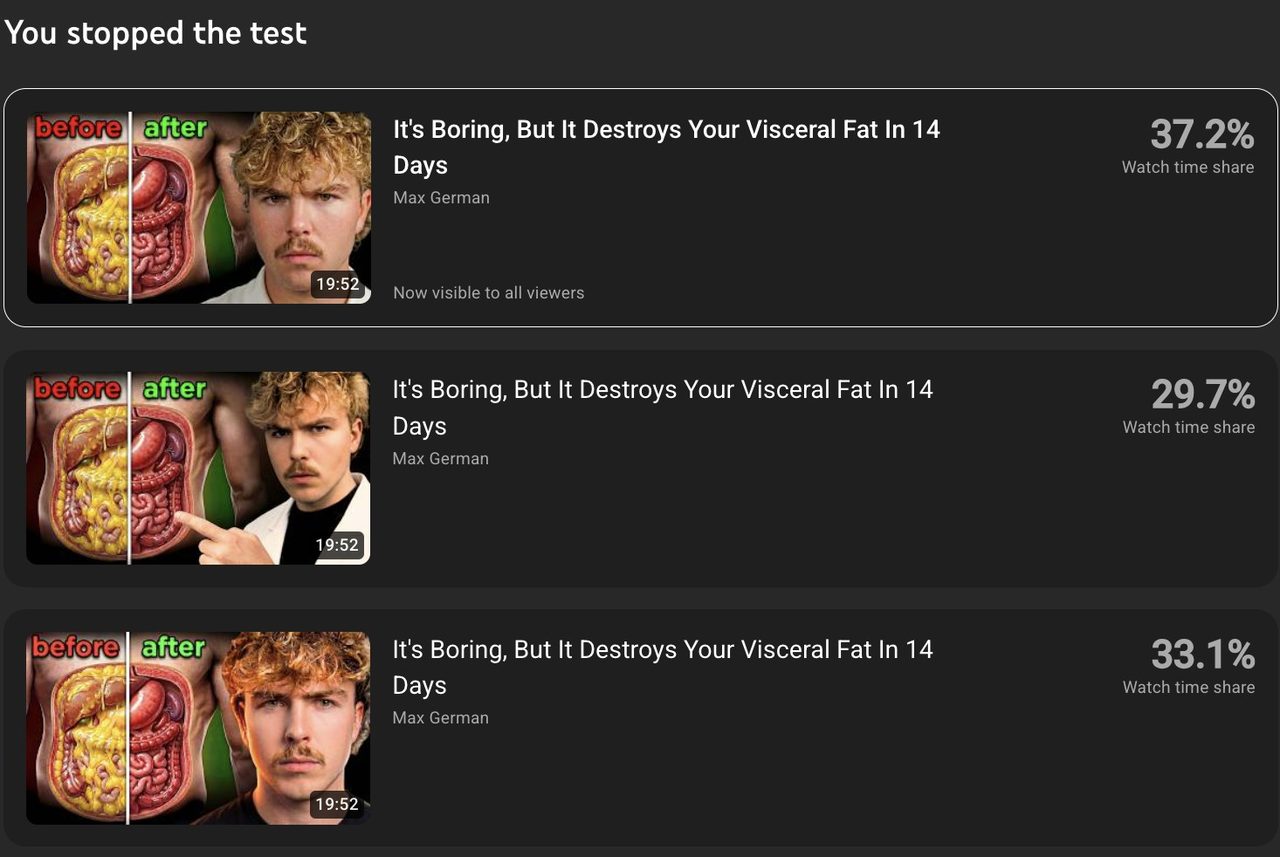 You stopped the test
before after
19:52
It's Boring, But It Destroys Your Visceral Fat In 14
Days
Max German
Now visible to all viewers
37.2%
Watch time share
before after
19:52
It's Boring, But It Destroys Your Visceral Fat In 14
Days
Max German
29.7%
Watch time share
before after
19:52
It's Boring, But It Destroys Your Visceral Fat In 14
Days
Max German
33.1%
Watch time share